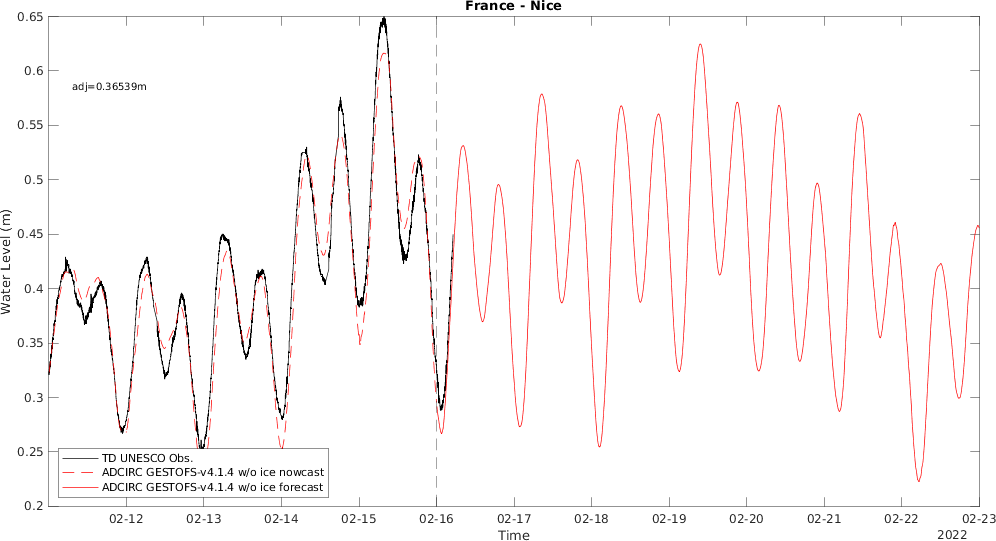 France - Nice
0.65
0.6
0.55
0.5
0.45
0.4
0.35
0.3
0.25
0.2
Water Level (m)
adj=0.36539m
TD UNESCO Obs.
ADCIRC GESTOFS-v4.1.4 w/o ice nowcast
ADCIRC GESTOFS-v4.1.4 w/o ice forecast
02-12 02-13 02-14 02-15 02-16 02-17 02-18 02-19 02-20 02-21 02-22 02-23
Time
2022